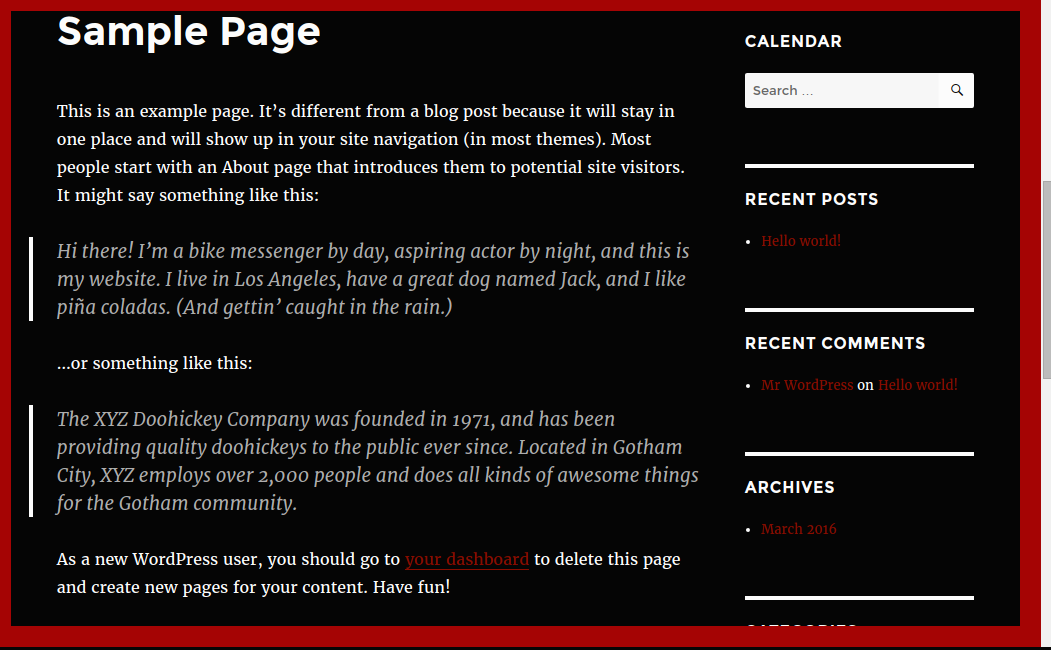 Sample Page
This is an example page. It’s different from a blog post because it will stay in
one place and will show up in your site navigation (in most themes). Most
people start with an About page that introduces them to potential site visitors.
It might say something like this:
Hi there! I’m a bike messenger by day, aspiring actor by night, and this is
my website. I live in Los Angeles, have a great dog named Jack, and I like
piña coladas. (And gettin’ caught in the rain.)
…or something like this:
The XYZ Doohickey Company was founded in 1971, and has been
providing quality doohickeys to the public ever since. Located in Gotham
City, XYZ employs over 2,000 people and does all kinds of awesome things
for the Gotham community.
As a new WordPress user, you should go to your dashboard to delete this page
and create new pages for your content. Have fun!
CALENDAR
Search …
RECENT POSTS
Hello world!
RECENT COMMENTS
Mr WordPress on Hello world!
ARCHIVES
March 2016